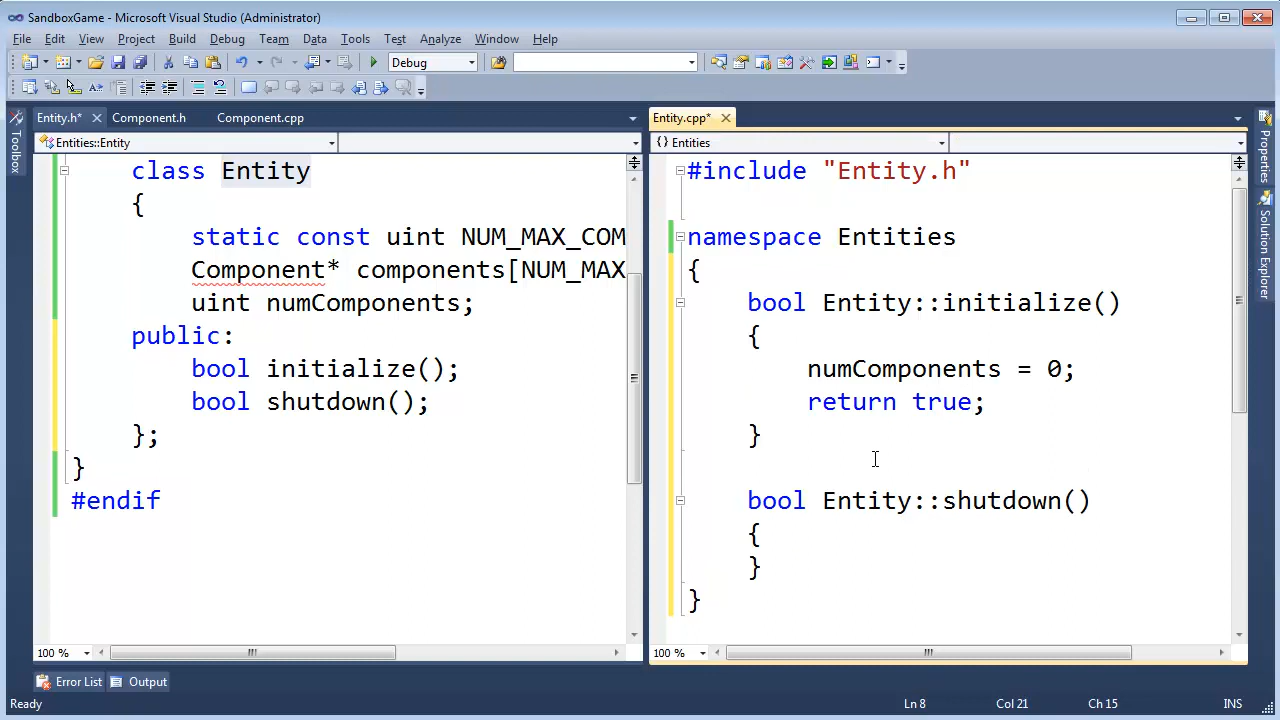 SandboxGame - Microsoft Visual Studio (Administrator)
File Edit View Project Build Debug Team Data Tools Test Analyze Window Help
Debug
Entity.h* Component.h Component.cpp
Entities::Entity
class Entity
{
static const uint NUM_MAX_COM
Component* components[NUM_MAX
uint numComponents;
public:
bool initialize();
bool shutdown();
};
}
#endif
100 %
Entity.cpp*
{ } Entities
#include "Entity.h"
namespace Entities
{
bool Entity::initialize()
{
numComponents = 0;
return true;
}
bool Entity::shutdown()
{
}
}
100 %
Toolbox
Properties
Solution Explorer
Error List Output
Ready Ln 8 Col 21 Ch 15 INS